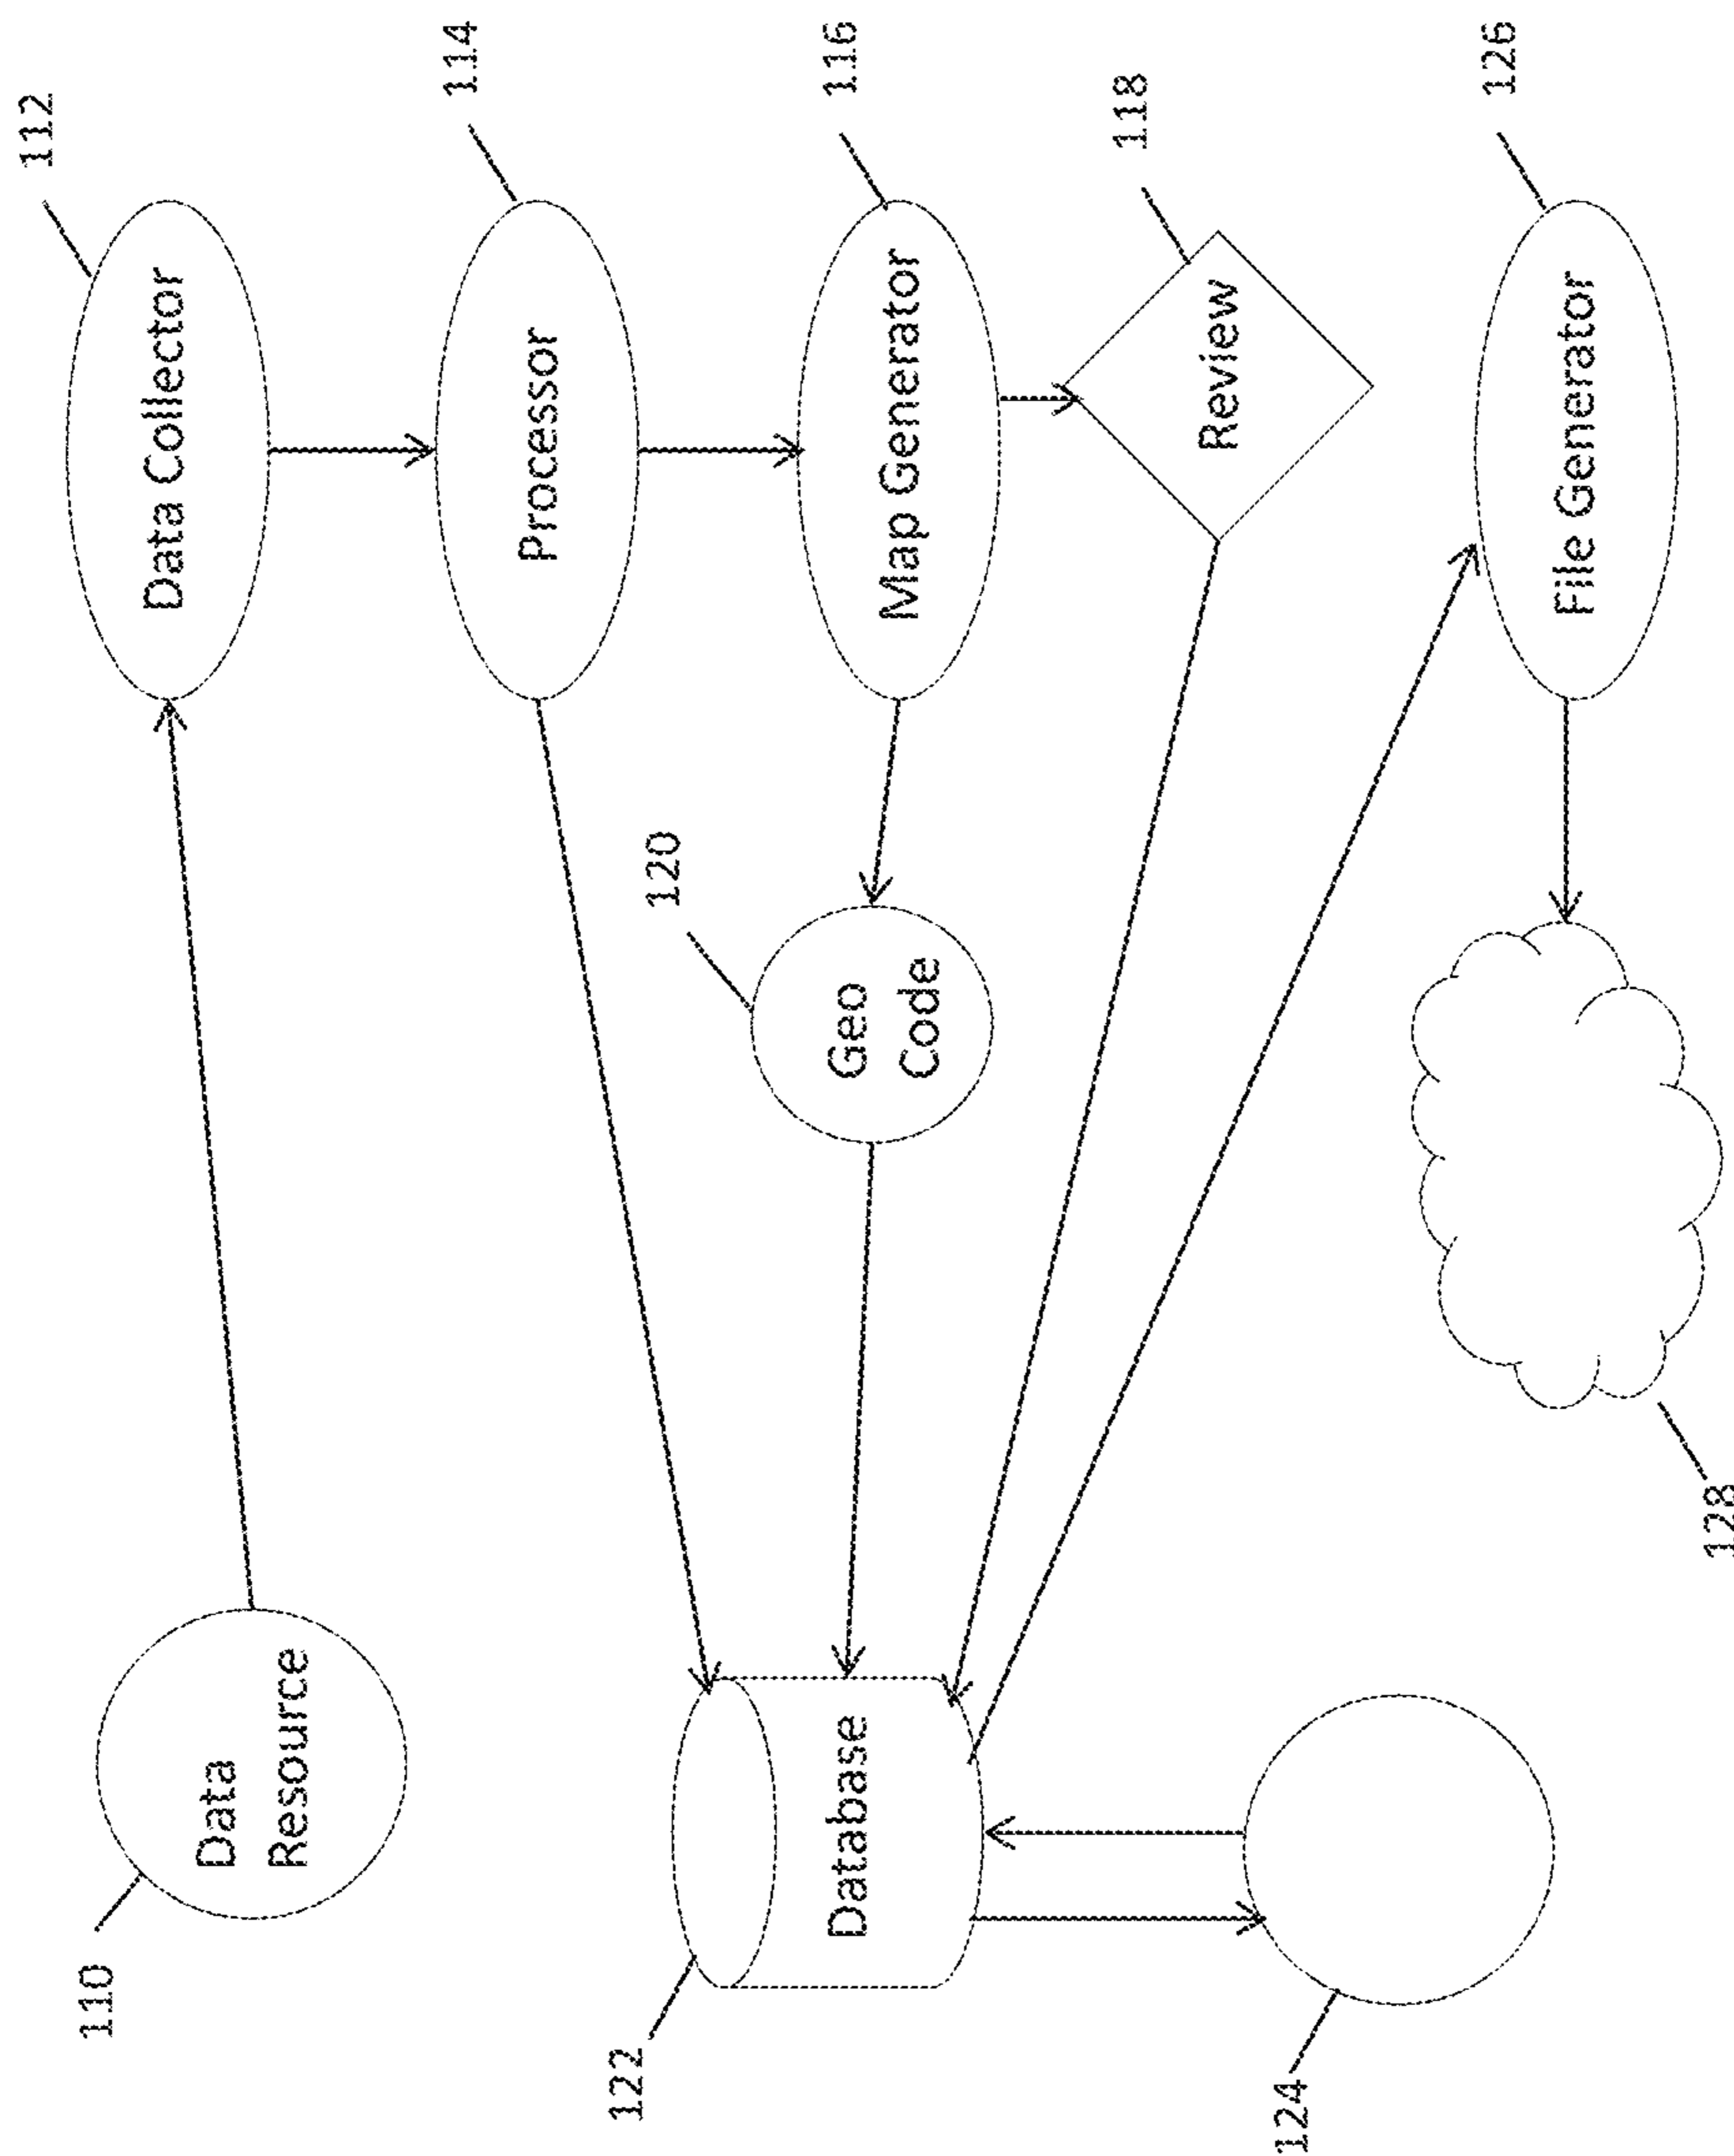 110
Data
Resource
Data Collector
112
Processor
114
122
Database
120
Geo
Code
Map Generator
116
Review
118
124
128
File Generator
126